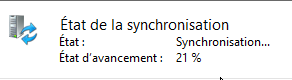 État de la synchronisation
État : Synchronisation...
État d'avancement : 21 %